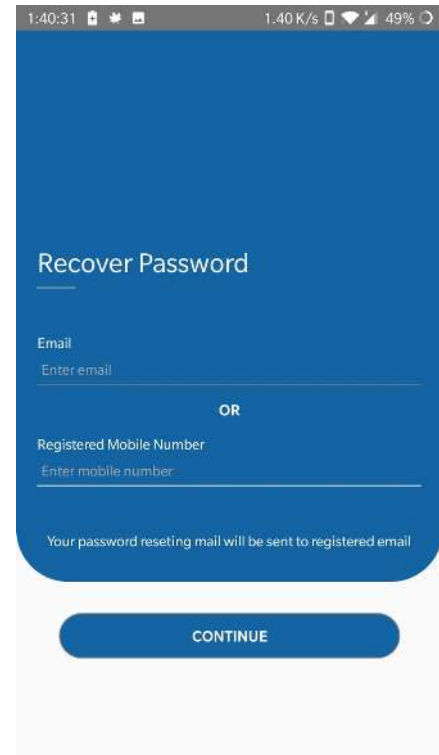 1:40:31 1.40 K/s 49%
Recover Password
Email
Enter email
OR
Registered Mobile Number
Enter mobile number
Your password reseting mail will be sent to registered email
CONTINUE